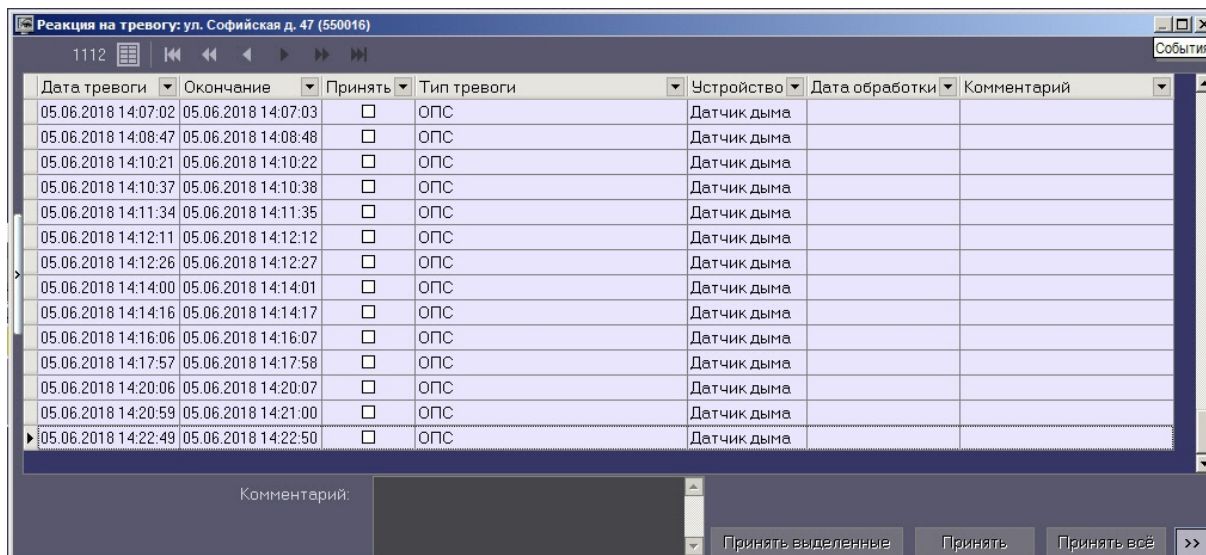 Реакция на тревогу: ул. Софийская д. 47 (550016)
События
1112
Дата тревоги Окончание Принять Тип тревоги Устройство Дата обработки Комментарий
05.06.2018 14:07:02 05.06.2018 14:07:03 ОПС Датчик дыма
05.06.2018 14:08:47 05.06.2018 14:08:48 ОПС Датчик дыма
05.06.2018 14:10:21 05.06.2018 14:10:22 ОПС Датчик дыма
05.06.2018 14:10:37 05.06.2018 14:10:38 ОПС Датчик дыма
05.06.2018 14:11:34 05.06.2018 14:11:35 ОПС Датчик дыма
05.06.2018 14:12:11 05.06.2018 14:12:12 ОПС Датчик дыма
05.06.2018 14:12:26 05.06.2018 14:12:27 ОПС Датчик дыма
05.06.2018 14:14:00 05.06.2018 14:14:01 ОПС Датчик дыма
05.06.2018 14:14:16 05.06.2018 14:14:17 ОПС Датчик дыма
05.06.2018 14:16:06 05.06.2018 14:16:07 ОПС Датчик дыма
05.06.2018 14:17:57 05.06.2018 14:17:58 ОПС Датчик дыма
05.06.2018 14:20:06 05.06.2018 14:20:07 ОПС Датчик дыма
05.06.2018 14:20:59 05.06.2018 14:21:00 ОПС Датчик дыма
05.06.2018 14:22:49 05.06.2018 14:22:50 ОПС Датчик дыма
Комментарий:
Принять выделенные Принять Принять всё >>